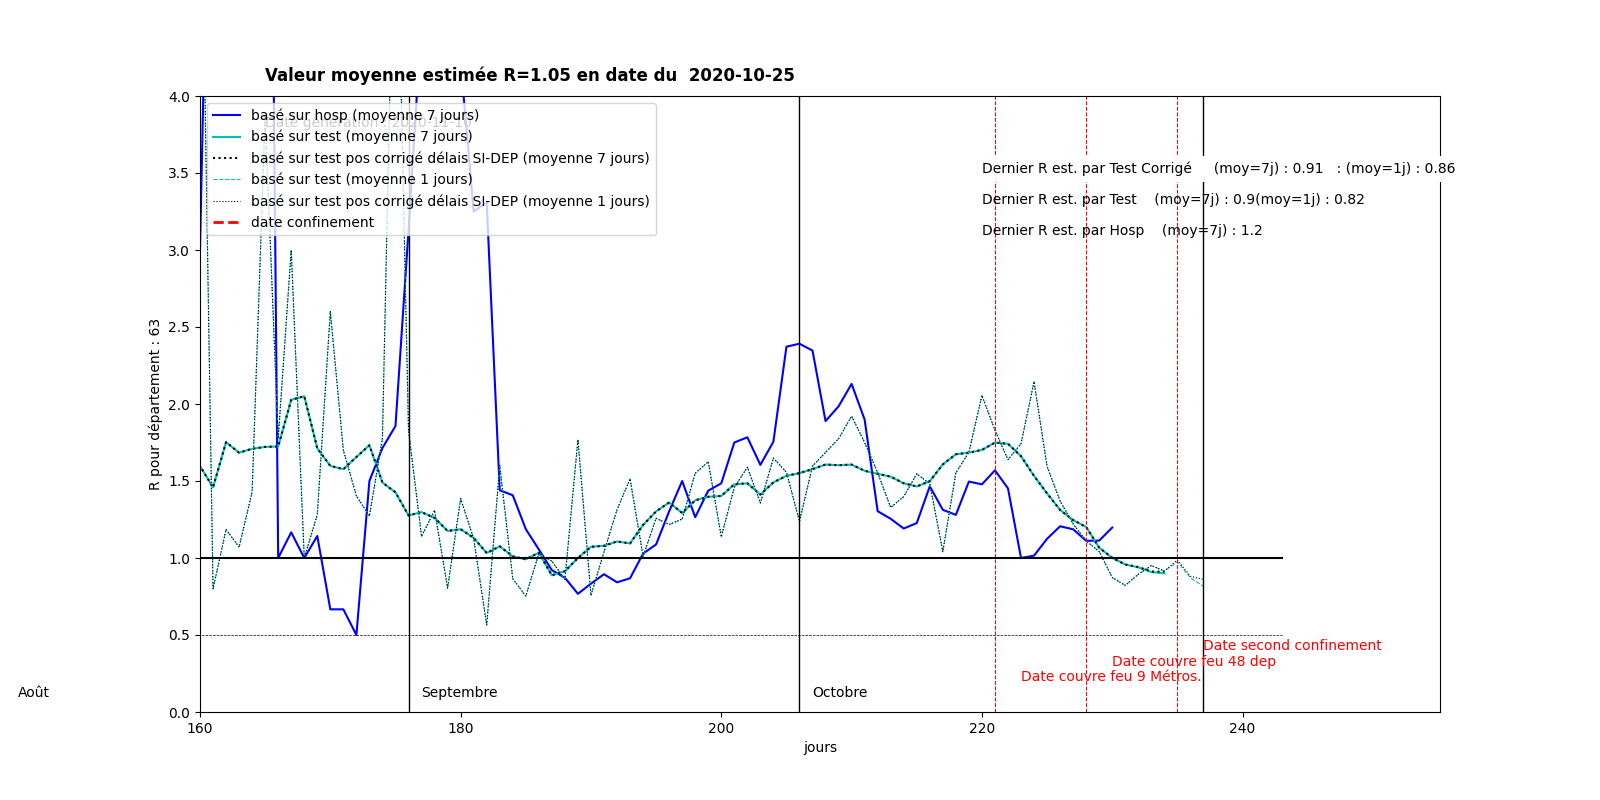 Valeur moyenne estimée R=1.05 en date du  2020-10-25
4.0
3.5
3.0
2.5
2.0
1.5
1.0
0.5
0.0
R pour département : 63
basé sur hosp (moyenne 7 jours)
basé sur test (moyenne 7 jours)
basé sur test pos corrigé délais SI-DEP (moyenne 7 jours)
basé sur test (moyenne 1 jours)
basé sur test pos corrigé délais SI-DEP (moyenne 1 jours)
date confinement
Dernier R est. par Test Corrigé     (moy=7j) : 0.91   : (moy=1j) : 0.86
Dernier R est. par Test    (moy=7j) : 0.9(moy=1j) : 0.82
Dernier R est. par Hosp    (moy=7j) : 1.2
Date second confinement
Date couvre feu 48 dep
Date couvre feu 9 Métros.
Août
Septembre
Octobre
160
180
200
220
240
jours